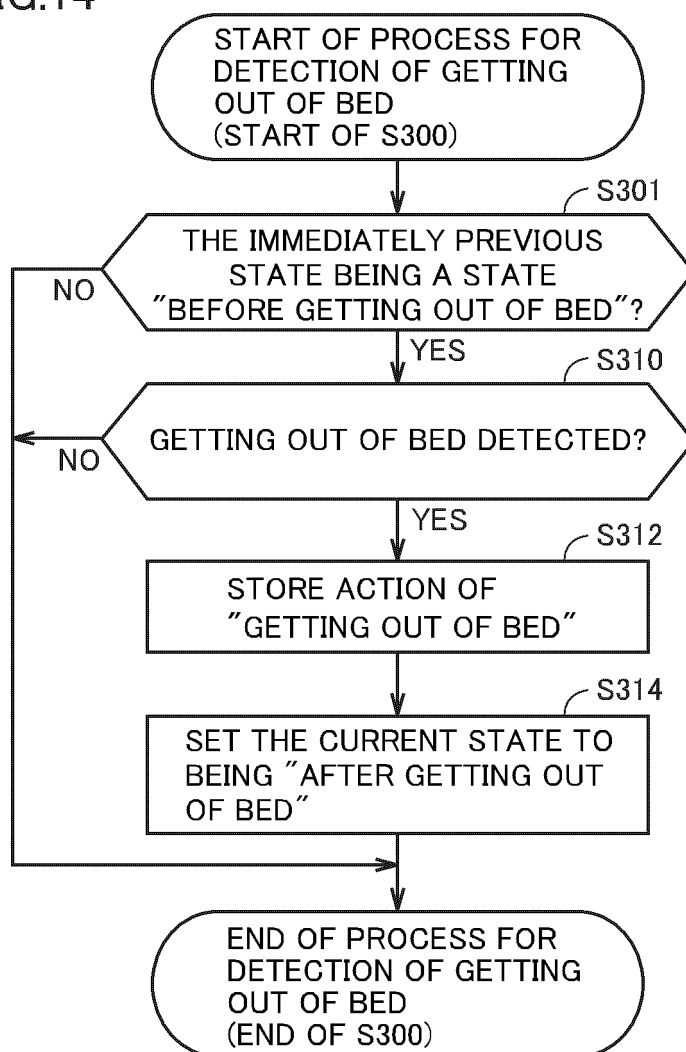 START OF PROCESS FOR
DETECTION OF GETTING
OUT OF BED
(START OF S300)
S301
THE IMMEDIATELY PREVIOUS
STATE BEING A STATE
"BEFORE GETTING OUT OF BED"?
NO
YES
S310
GETTING OUT OF BED DETECTED?
NO
YES
S312
STORE ACTION OF
"GETTING OUT OF BED"
S314
SET THE CURRENT STATE TO
BEING "AFTER GETTING OUT
OF BED"
END OF PROCESS FOR
DETECTION OF GETTING
OUT OF BED
(END OF S300)